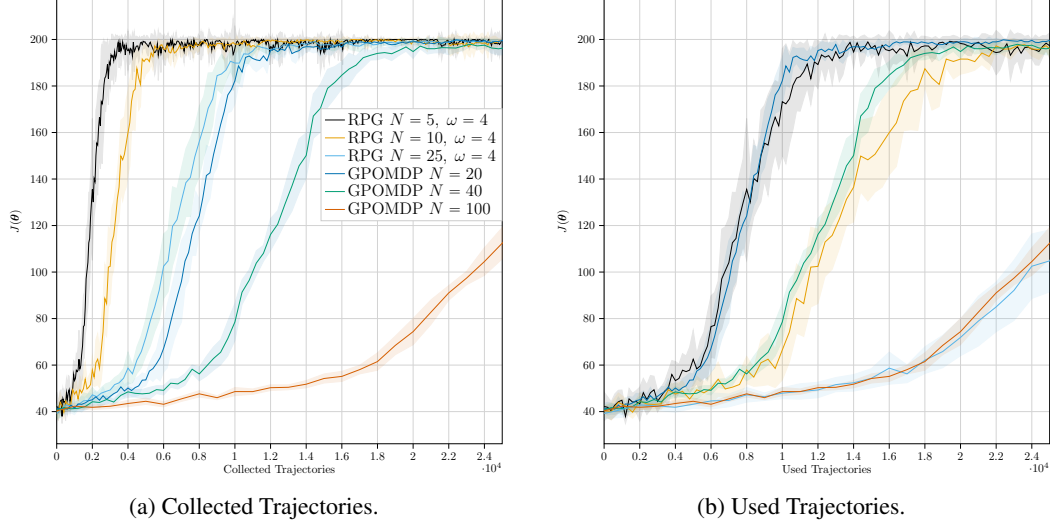 200
180
160
140
120
100
80
60
40
J(θ)
RPG N = 5, ω = 4
RPG N = 10, ω = 4
RPG N = 25, ω = 4
GPOMDP N = 20
GPOMDP N = 40
GPOMDP N = 100
0 0.2 0.4 0.6 0.8 1 1.2 1.4 1.6 1.8 2 2.2 2.4
·10⁴
Collected Trajectories
(a) Collected Trajectories.
200
180
160
140
120
100
80
60
40
J(θ)
0 0.2 0.4 0.6 0.8 1 1.2 1.4 1.6 1.8 2 2.2 2.4
·10⁴
Used Trajectories
(b) Used Trajectories.